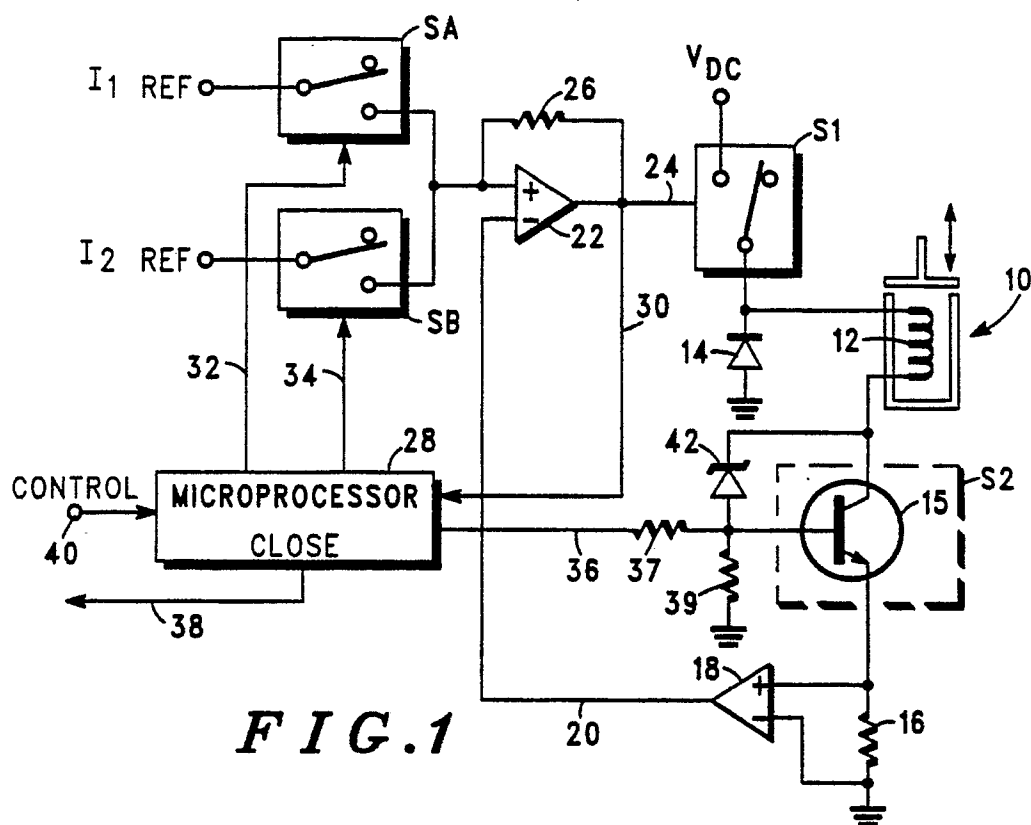 SA
I1 REF
26
VDC
S1
24
+
-
22
I2 REF
SB
30
10
12
14
32
34
28
42
S2
15
CONTROL
40
MICROPROCESSOR
CLOSE
36
37
39
38
18
+
-
16
20
FIG.1